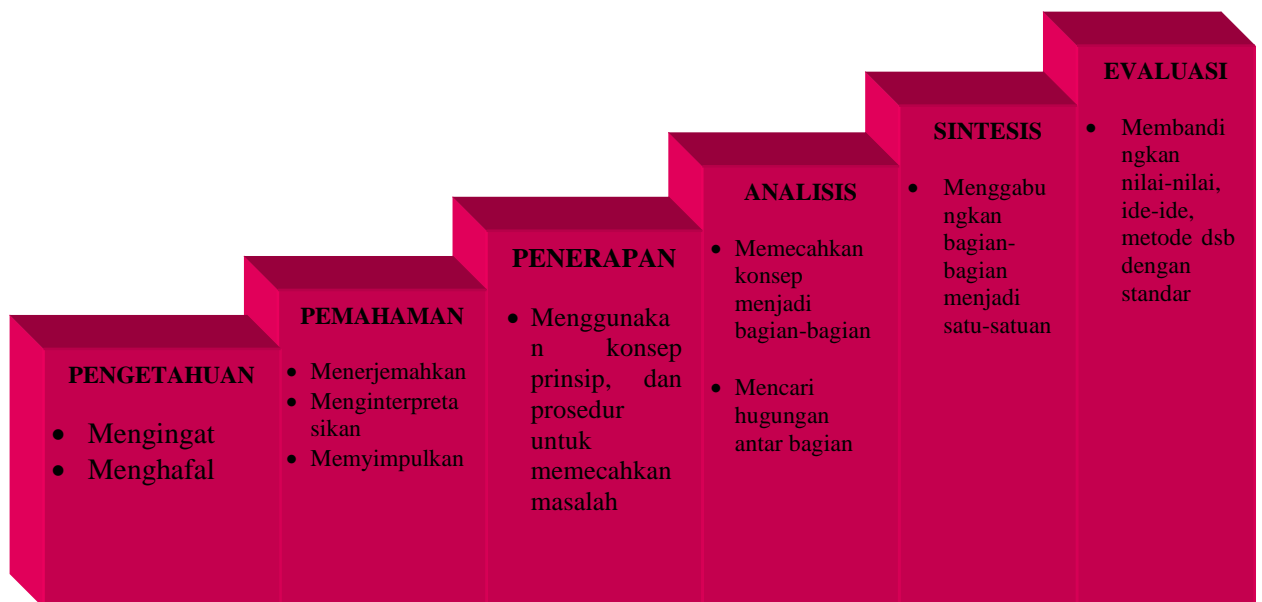 PENGETAHUAN
• Mengingat
• Menghafal
PEMAHAMAN
• Menerjemahkan
• Menginterpreta
sikan
• Memyimpulkan
PENERAPAN
• Menggunaka
n konsep
prinsip, dan
prosedur
untuk
memecahkan
masalah
ANALISIS
• Memecahkan
konsep
menjadi
bagian-bagian
• Mencari
hugungan
antar bagian
SINTESIS
• Menggabu
ngkan
bagian-
bagian
menjadi
satu-satuan
EVALUASI
• Membandi
ngkan
nilai-nilai,
ide-ide,
metode dsb
dengan
standar